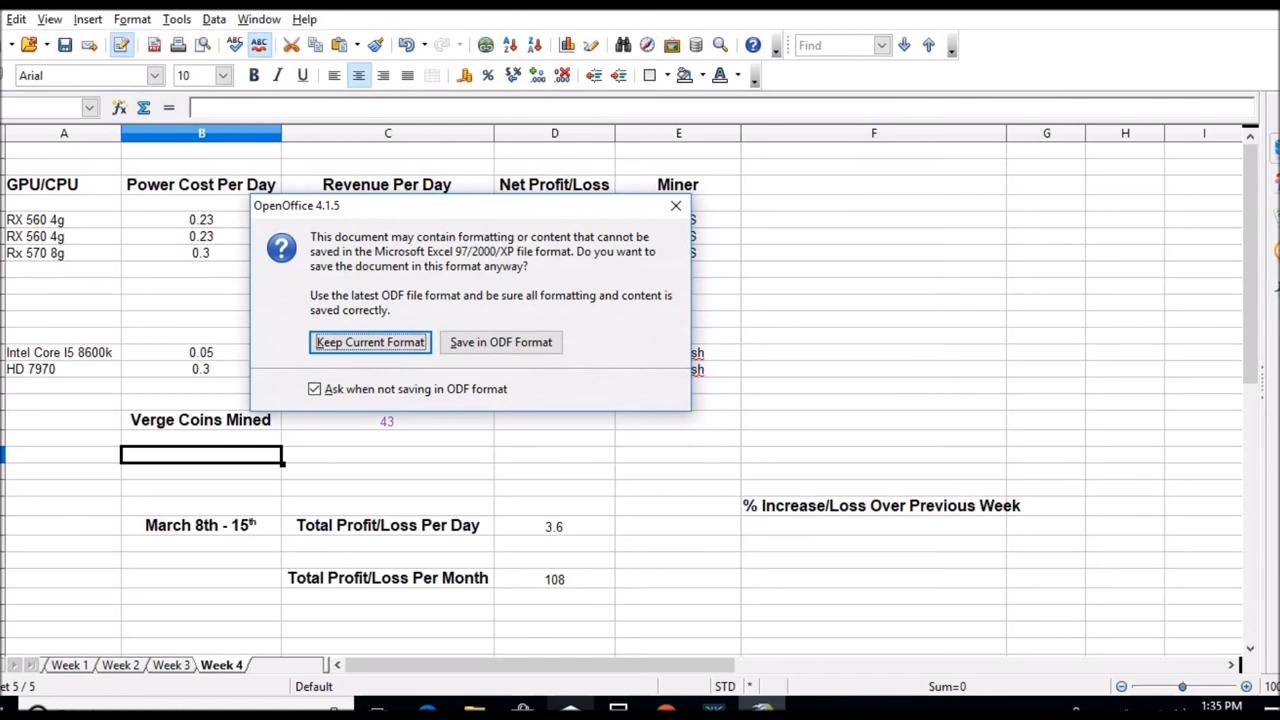 Edit View Insert Format Tools Data Window Help
Find
Arial 10 B I U A
A B C D E F G H I
GPU/CPU Power Cost Per Day Revenue Per Day Net Profit/Loss Miner
OpenOffice 4.1.5
RX 560 4g 0.23 S
RX 560 4g 0.23
Rx 570 8g 0.3 S
This document may contain formatting or content that cannot be
saved in the Microsoft Excel 97/2000/XP file format. Do you want to
save the document in this format anyway?
Use the latest ODF file format and be sure all formatting and content is
saved correctly.
Keep Current Format Save in ODF Format
Intel Core I5 8600k 0.05 sh
HD 7970 0.3 sh
Ask when not saving in ODF format
Verge Coins Mined 43
% Increase/Loss Over Previous Week
March 8th - 15th Total Profit/Loss Per Day 3.6
Total Profit/Loss Per Month 108
Week 1 Week 2 Week 3 Week 4
et 5 / 5 Default STD * Sum=0 100
1:35 PM